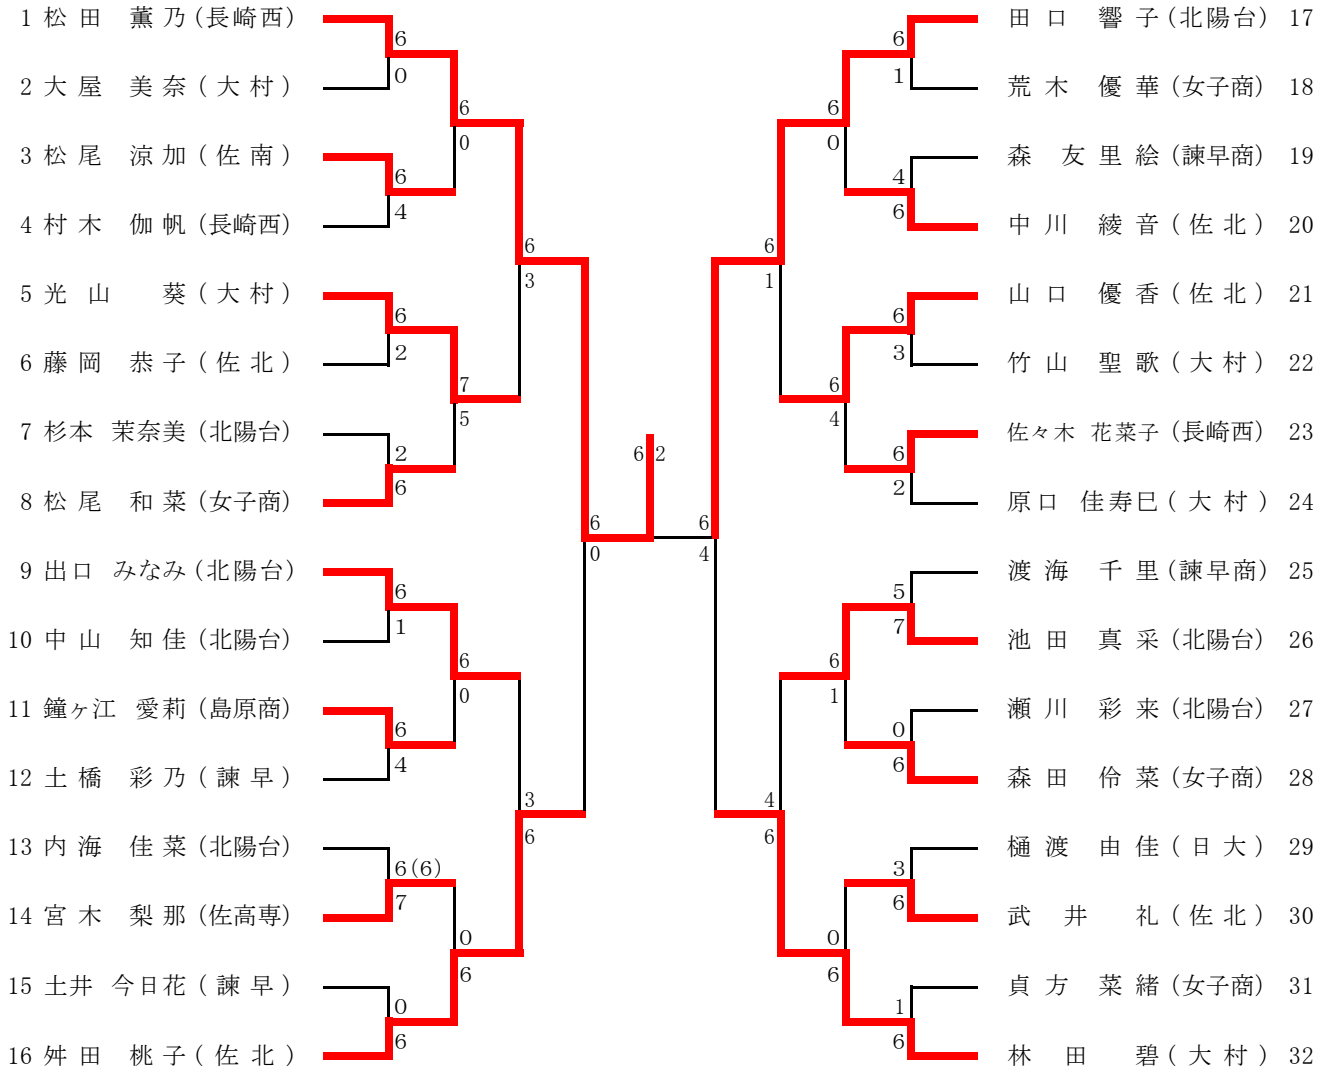 1 松田 薫乃(長崎西)
6
0
2 大屋 美奈(大村)
6
0
3 松尾 涼加(佐南)
6
4
4 村木 伽帆(長崎西)
6
3
5 光山 葵(大村)
6
2
6 藤岡 恭子(佐北)
7
5
7 杉本 茉奈美(北陽台)
2
6
8 松尾 和菜(女子商)
6
0
9 出口 みなみ(北陽台)
6
1
10 中山 知佳(北陽台)
6
0
11 鐘ヶ江 愛莉(島原商)
6
4
12 土橋 彩乃(諫早)
3
6
13 内海 佳菜(北陽台)
6(6)
7
14 宮木 梨那(佐高専)
0
6
15 土井 今日花(諫早)
0
6
16 舛田 桃子(佐北)
6 2
田口 響子(北陽台) 17
6
1
荒木 優華(女子商) 18
6
0
森 友里絵(諫早商) 19
4
6
中川 綾音(佐北) 20
6
1
山口 優香(佐北) 21
6
3
竹山 聖歌(大村) 22
6
4
佐々木 花菜子(長崎西) 23
6
2
原口 佳寿巳(大村) 24
6
4
渡海 千里(諫早商) 25
5
7
池田 真采(北陽台) 26
6
1
瀬川 彩来(北陽台) 27
0
6
森田 伶菜(女子商) 28
4
6
樋渡 由佳(日大) 29
3
6
武井 礼(佐北) 30
0
6
貞方 菜緒(女子商) 31
1
6
林田 碧(大村) 32